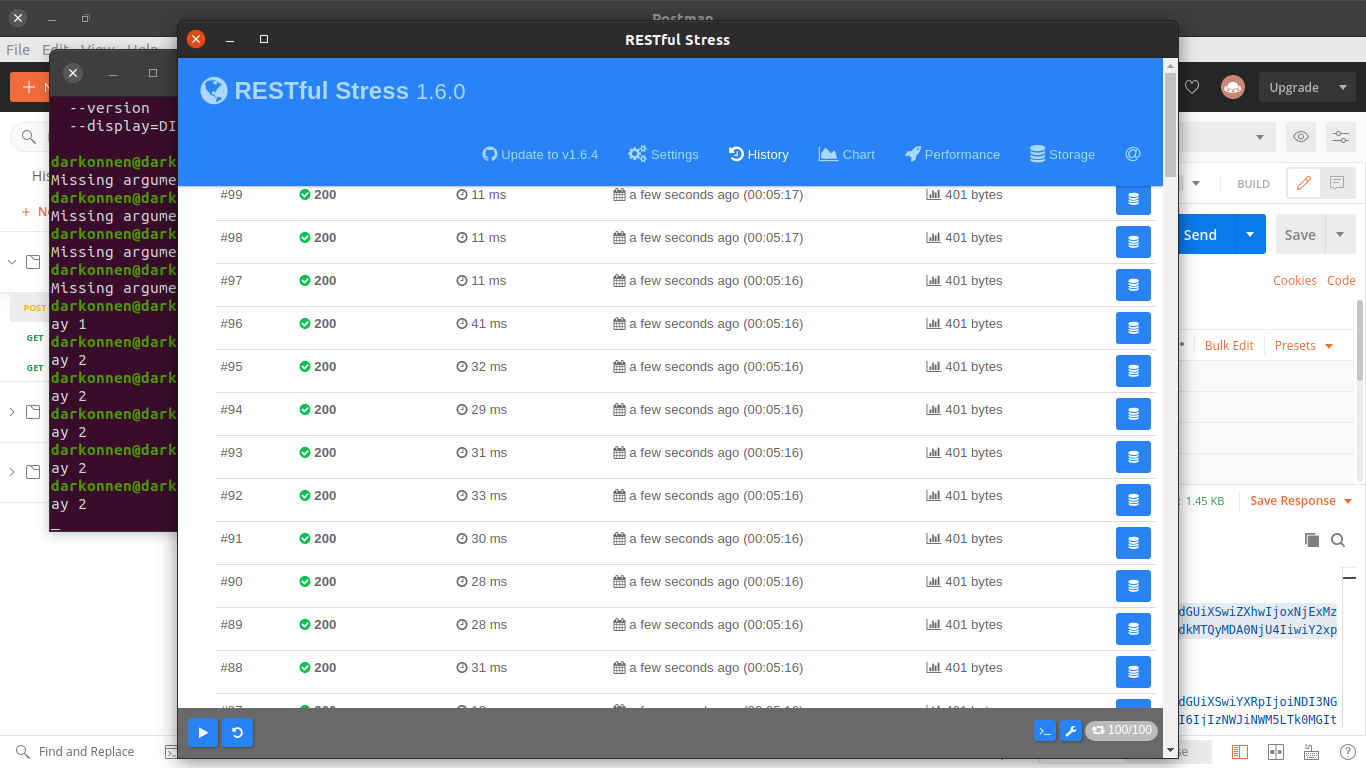 Postman
RESTful Stress
File Edit View Help
RESTful Stress 1.6.0
Upgrade
--version
--display=DI
Update to v1.6.4 Settings History Chart Performance Storage @
darkonnen@dark
Missing argume
darkonnen@dark
Missing argume
darkonnen@dark
Missing argume
darkonnen@dark
Missing argume
darkonnen@dark
ay 1
darkonnen@dark
ay 2
darkonnen@dark
ay 2
darkonnen@dark
ay 2
darkonnen@dark
ay 2
darkonnen@dark
ay 2
His
POST
GET
GET
#99 200 11 ms a few seconds ago (00:05:17) 401 bytes
#98 200 11 ms a few seconds ago (00:05:17) 401 bytes
#97 200 11 ms a few seconds ago (00:05:16) 401 bytes
#96 200 41 ms a few seconds ago (00:05:16) 401 bytes
#95 200 32 ms a few seconds ago (00:05:16) 401 bytes
#94 200 29 ms a few seconds ago (00:05:16) 401 bytes
#93 200 31 ms a few seconds ago (00:05:16) 401 bytes
#92 200 33 ms a few seconds ago (00:05:16) 401 bytes
#91 200 30 ms a few seconds ago (00:05:16) 401 bytes
#90 200 28 ms a few seconds ago (00:05:16) 401 bytes
#89 200 28 ms a few seconds ago (00:05:16) 401 bytes
#88 200 31 ms a few seconds ago (00:05:16) 401 bytes
BUILD
Send Save
Cookies Code
Bulk Edit Presets
1.45 KB Save Response
dGUiXSwiZXhwIjoxNjExMz
dkMTQyMDA0NjU4IiwiY2xp
dGUiXSwiYXRpIjoiNDI3NG
I6IjIzNWJiNWM5LTk0MGIt
100/100
Find and Replace
se